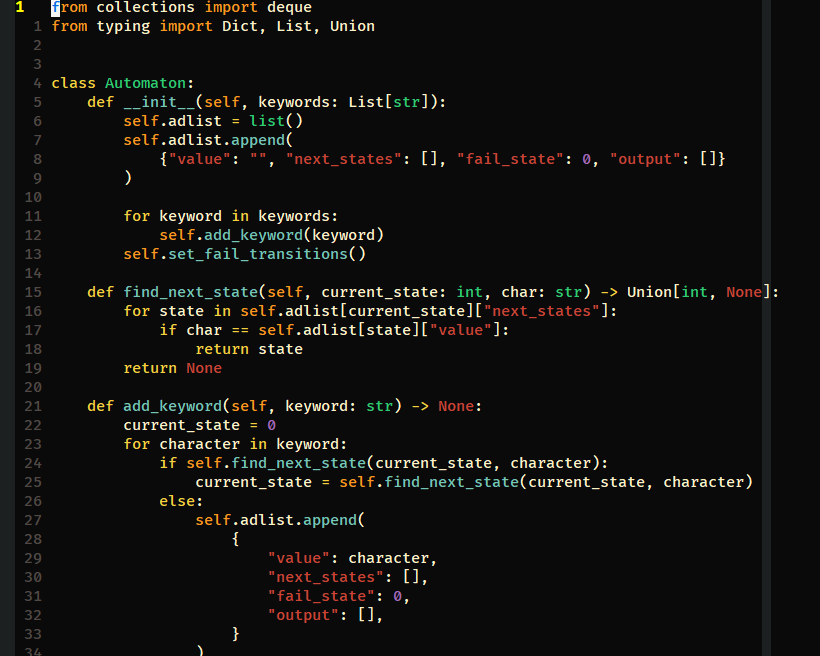 1 from collections import deque
1 from typing import Dict, List, Union
2
3
4 class Automaton:
5     def __init__(self, keywords: List[str]):
6         self.adlist = list()
7         self.adlist.append(
8             {"value": "", "next_states": [], "fail_state": 0, "output": []}
9         )
10
11         for keyword in keywords:
12             self.add_keyword(keyword)
13         self.set_fail_transitions()
14
15     def find_next_state(self, current_state: int, char: str) -> Union[int, None]:
16         for state in self.adlist[current_state]["next_states"]:
17             if char == self.adlist[state]["value"]:
18                 return state
19         return None
20
21     def add_keyword(self, keyword: str) -> None:
22         current_state = 0
23         for character in keyword:
24             if self.find_next_state(current_state, character):
25                 current_state = self.find_next_state(current_state, character)
26             else:
27                 self.adlist.append(
28                     {
29                         "value": character,
30                         "next_states": [],
31                         "fail_state": 0,
32                         "output": [],
33                     }
34                 )